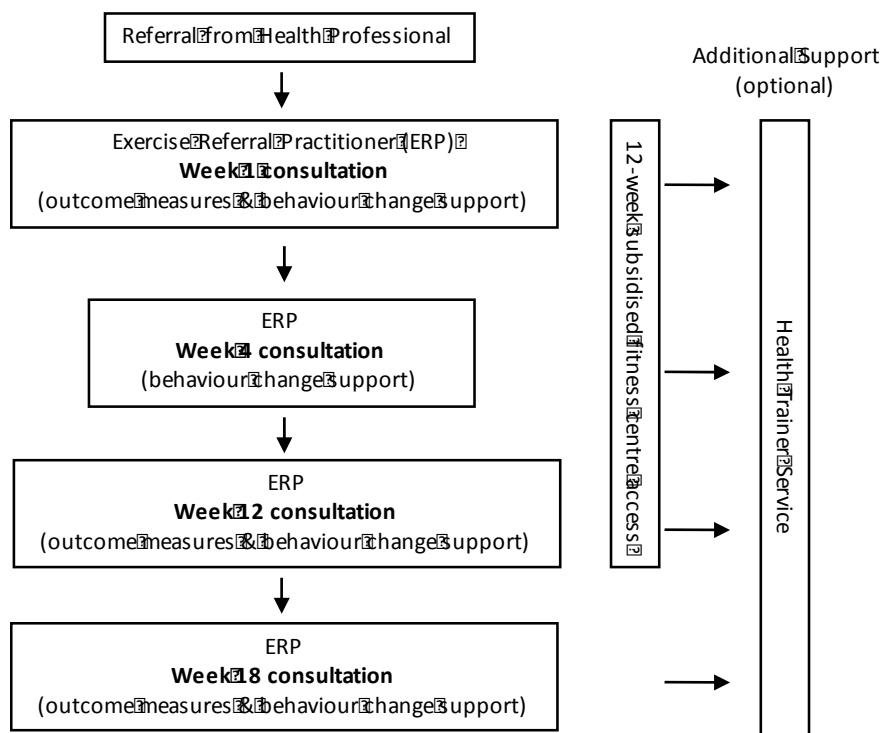 Referral from Health Professional
Additional Support
(optional)
Exercise Referral Practitioner (ERP)
Week 1 consultation
(outcome measures & behaviour change support)
ERP
Week 4 consultation
(behaviour change support)
ERP
Week 12 consultation
(outcome measures & behaviour change support)
ERP
Week 18 consultation
(outcome measures & behaviour change support)
12-week subsidised fitness centre access
Health Trainer Service